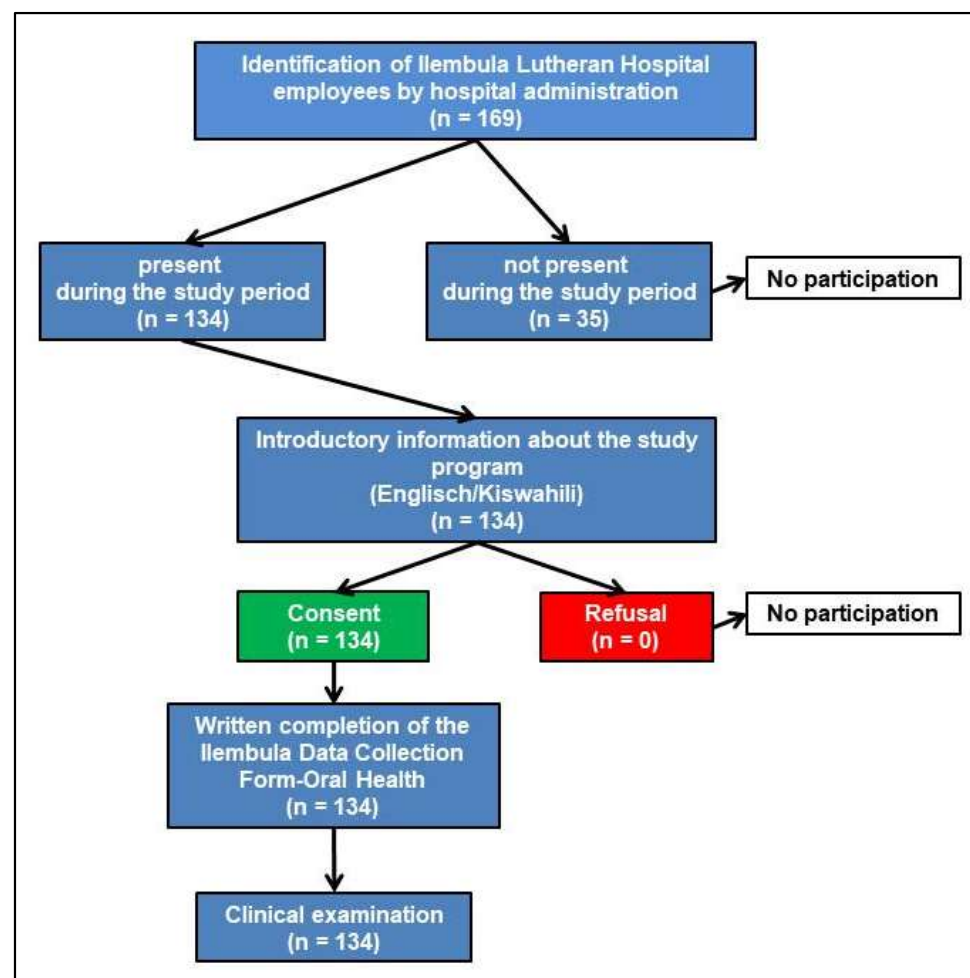 Identification of Ilembula Lutheran Hospital
employees by hospital administration
(n = 169)
present
during the study period
(n = 134)
not present
during the study period
(n = 35)
No participation
Introductory information about the study
program
(Englisch/Kiswahili)
(n = 134)
Consent
(n = 134)
Refusal
(n = 0)
No participation
Written completion of the
Ilembula Data Collection
Form-Oral Health
(n = 134)
Clinical examination
(n = 134)